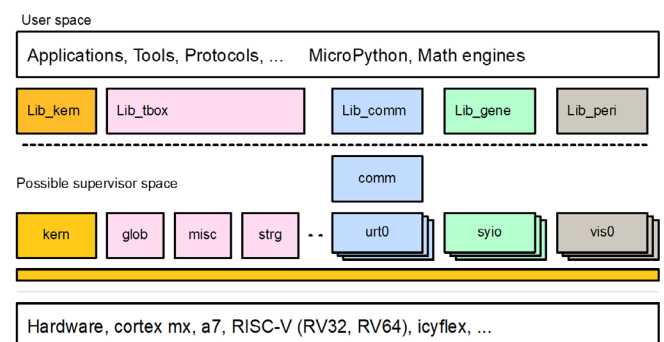 User space
Applications, Tools, Protocols, ... MicroPython, Math engines
Lib_kern Lib_tbox Lib_comm Lib_gene Lib_peri
comm
Possible supervisor space
kern glob misc strg - - urt0 syio vis0
Hardware, cortex mx, a7, RISC-V (RV32, RV64), icyflex, ...